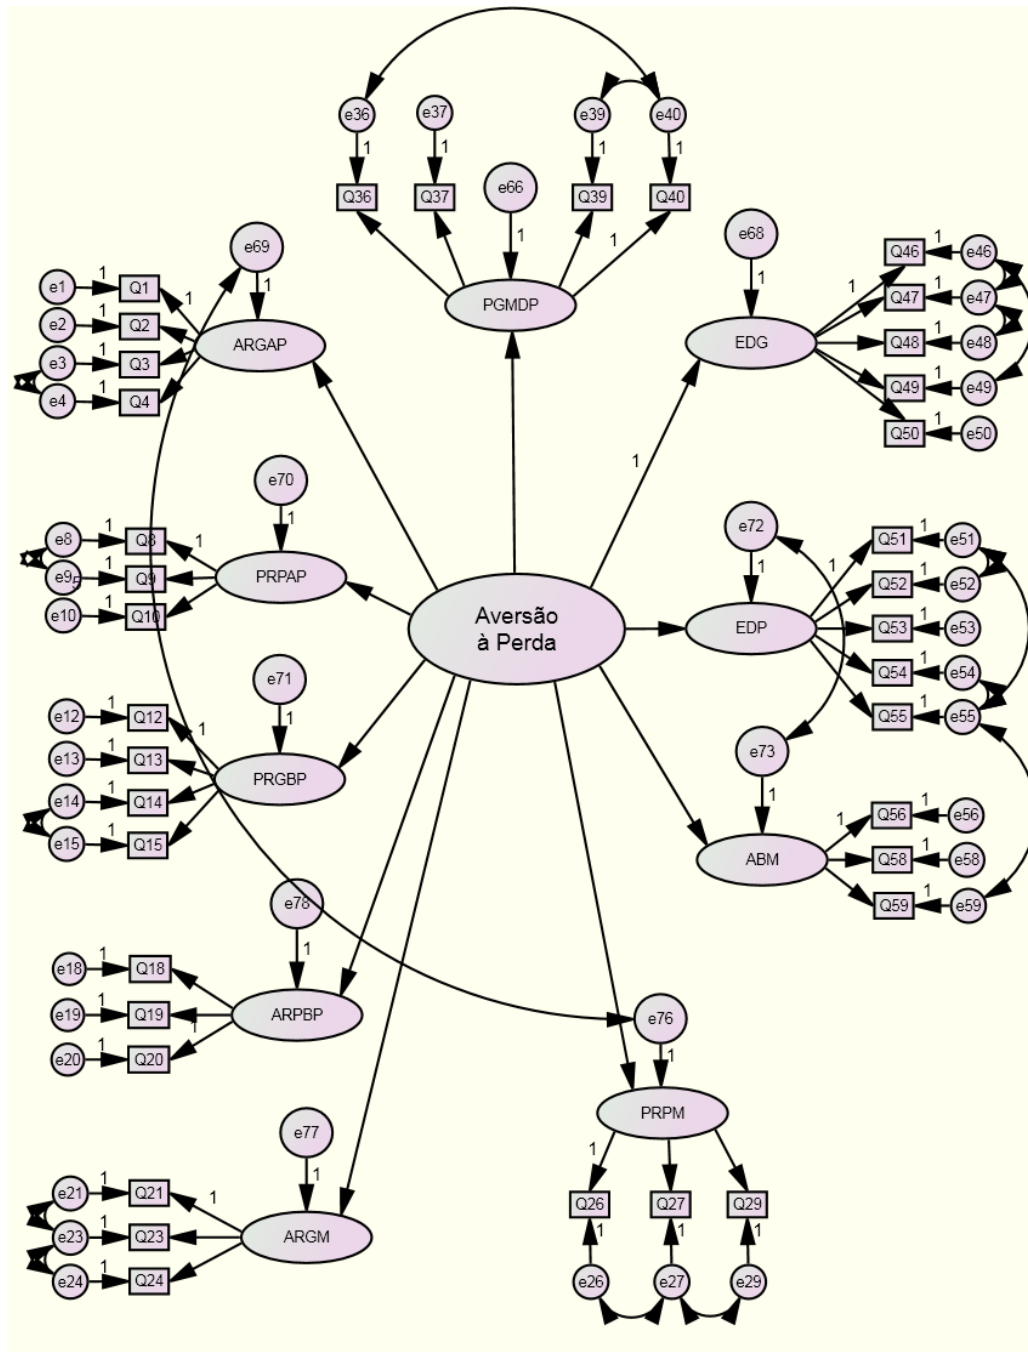 e36 e37 e39 e40
1 1 1 1
Q36 Q37 e66 Q39 Q40
1 1
PGMDP
e69
1
e1 1 Q1 1
e2 1 Q2
e3 1 Q3
e4 1 Q4
ARGAP
e68
1
EDG
1
Q46 1 e46
Q47 1 e47
Q48 1 e48
Q49 1 e49
Q50 1 e50
1
e70
1
e8 1 Q8 1
e9 5 Q9
e10 1 Q10
PRPAP
Aversão
à Perda
e72
1
EDP
1
Q51 1 e51
Q52 1 e52
Q53 1 e53
Q54 1 e54
Q55 1 e55
e71
1
e12 1 Q12
e13 1 Q13 1
e14 1 Q14
e15 1 Q15
PRGBP
e73
1
ABM
1
Q56 1 e56
Q58 1 e58
Q59 1 e59
e78
1
e18 1 Q18
e19 1 Q19
e20 1 Q20 1
ARPBP
e76
1
PRPM
1
Q26 Q27 Q29
1 1 1
e26 e27 e29
e77
1
e21 1 Q21 1
e23 1 Q23
e24 1 Q24
ARGM